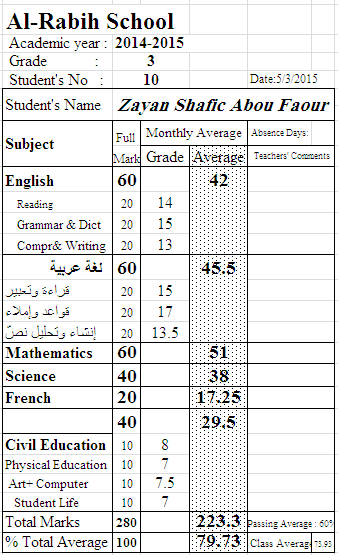 Al-Rabih School
Academic year : 2014-2015
Grade : 3
Student's No : 10 Date:5/3/2015
Student's Name Zayan Shafic Abou Faour
Subject Full Mark Monthly Average Absence Days:
Grade Average Teachers' Comments
English 60 42
Reading 20 14
Grammar & Dict 20 15
Compr& Writing 20 13
لغة عربية 60 45.5
قراءة وتعبير 20 15
قواعد وإملاء 20 17
إنشاء وتحليل نصّ 20 13.5
Mathematics 60 51
Science 40 38
French 20 17.25
40 29.5
Civil Education 10 8
Physical Education 10 7
Art+ Computer 10 7.5
Student Life 10 7
Total Marks 280 223.3 Passing Average : 60%
% Total Average 100 79.73 Class Average 73.93